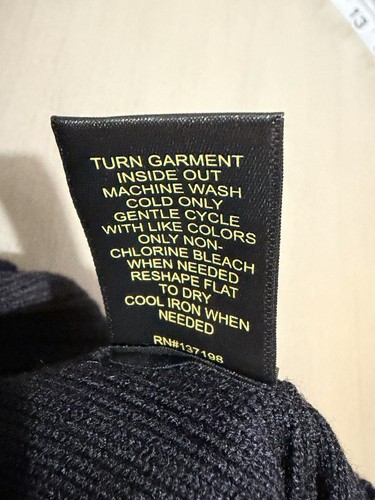 TURN GARMENT
INSIDE OUT
MACHINE WASH
COLD ONLY
GENTLE CYCLE
WITH LIKE COLORS
ONLY NON-
CHLORINE BLEACH
WHEN NEEDED
RESHAPE FLAT
TO DRY
COOL IRON WHEN
NEEDED
RN#137198
13